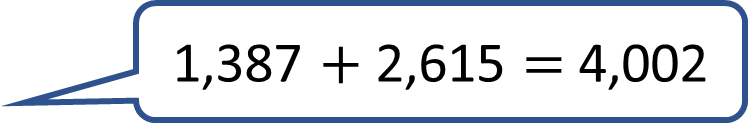 1,387 + 2,615 = 4,002